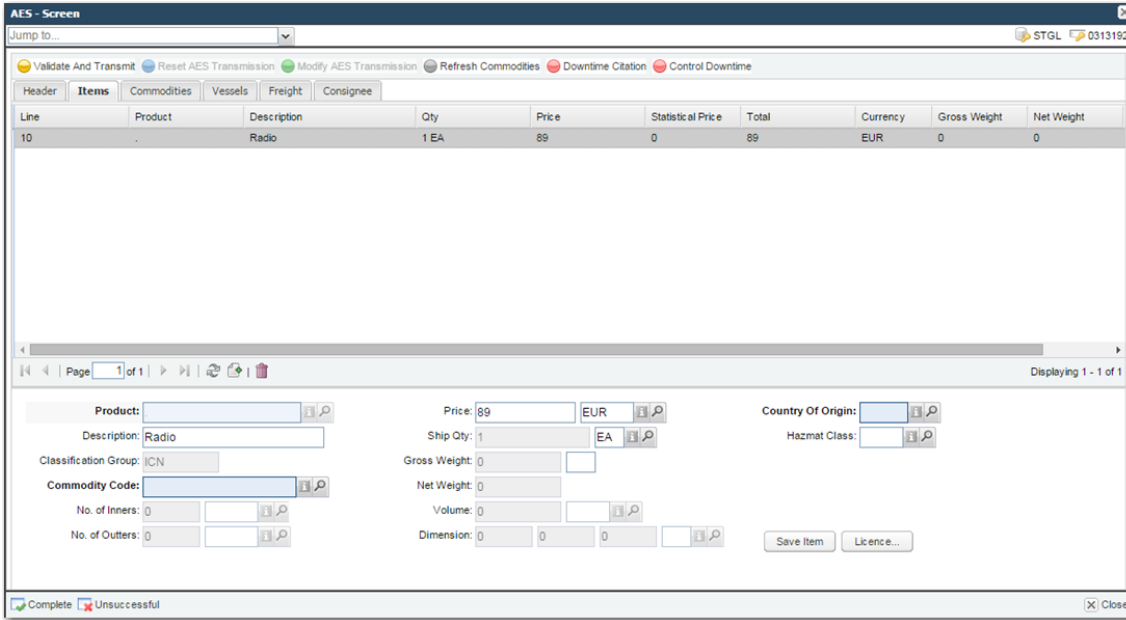 AES - Screen
Jump to... STGL 0313192
Validate And Transmit Reset AES Transmission Modify AES Transmission Refresh Commodities Downtime Citation Control Downtime
Header Items Commodities Vessels Freight Consignee
Line Product Description Qty Price Statistical Price Total Currency Gross Weight Net Weight
10 . Radio 1 EA 89 0 89 EUR 0 0
Page 1 of 1 Displaying 1 - 1 of 1
Product: Price: 89 EUR Country Of Origin:
Description: Radio Ship Qty: 1 EA Hazmat Class:
Classification Group: ICN Gross Weight: 0
Commodity Code: Net Weight: 0
No. of Inners: 0 Volume: 0
No. of Outters: 0 Dimension: 0 0 0 Save Item Licence...
Complete Unsuccessful Close